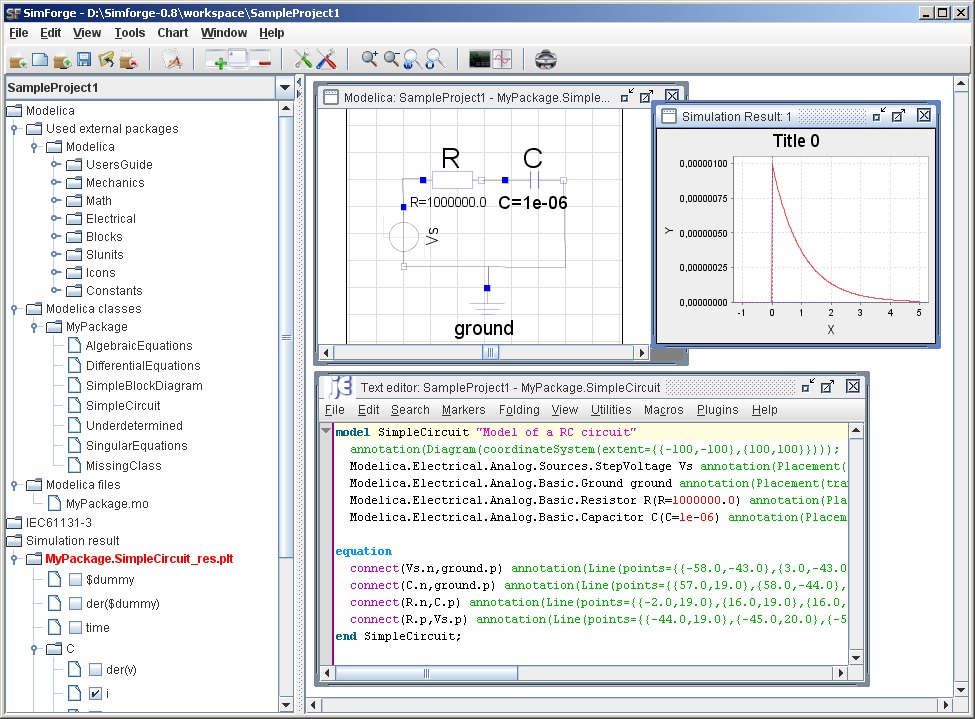 SimForge - D:\Simforge-0.8\workspace\SampleProject1
File Edit View Tools Chart Window Help
SampleProject1
Modelica
Used external packages
Modelica
UsersGuide
Mechanics
Math
Electrical
Blocks
SIunits
Icons
Constants
Modelica classes
MyPackage
AlgebraicEquations
DifferentialEquations
SimpleBlockDiagram
SimpleCircuit
Underdetermined
SingularEquations
MissingClass
Modelica files
MyPackage.mo
IEC61131-3
Simulation result
MyPackage.SimpleCircuit_res.plt
$dummy
der($dummy)
time
C
der(v)
i
Modelica: SampleProject1 - MyPackage.Simple...
R C
R=1000000.0 C=1e-06
Vs
ground
Simulation Result: 1
Title 0
0,00000100
0,00000075
0,00000050
0,00000025
0,00000000
Y
-1 0 1 2 3 4 5
X
Text editor: SampleProject1 - MyPackage.SimpleCircuit
File Edit Search Markers Folding View Utilities Macros Plugins Help
model SimpleCircuit "Model of a RC circuit"
annotation(Diagram(coordinateSystem(extent={{-100,-100},{100,100}})));
Modelica.Electrical.Analog.Sources.StepVoltage Vs annotation(Placement(
Modelica.Electrical.Analog.Basic.Ground ground annotation(Placement(tra
Modelica.Electrical.Analog.Basic.Resistor R(R=1000000.0) annotation(Pla
Modelica.Electrical.Analog.Basic.Capacitor C(C=1e-06) annotation(Placem
equation
connect(Vs.n,ground.p) annotation(Line(points={{-58.0,-43.0},{3.0,-43.0
connect(C.n,ground.p) annotation(Line(points={{57.0,19.0},{58.0,-44.0},
connect(R.n,C.p) annotation(Line(points={{-2.0,19.0},{16.0,19.0},{16.0,
connect(R.p,Vs.p) annotation(Line(points={{-44.0,19.0},{-45.0,20.0},{-5
end SimpleCircuit;